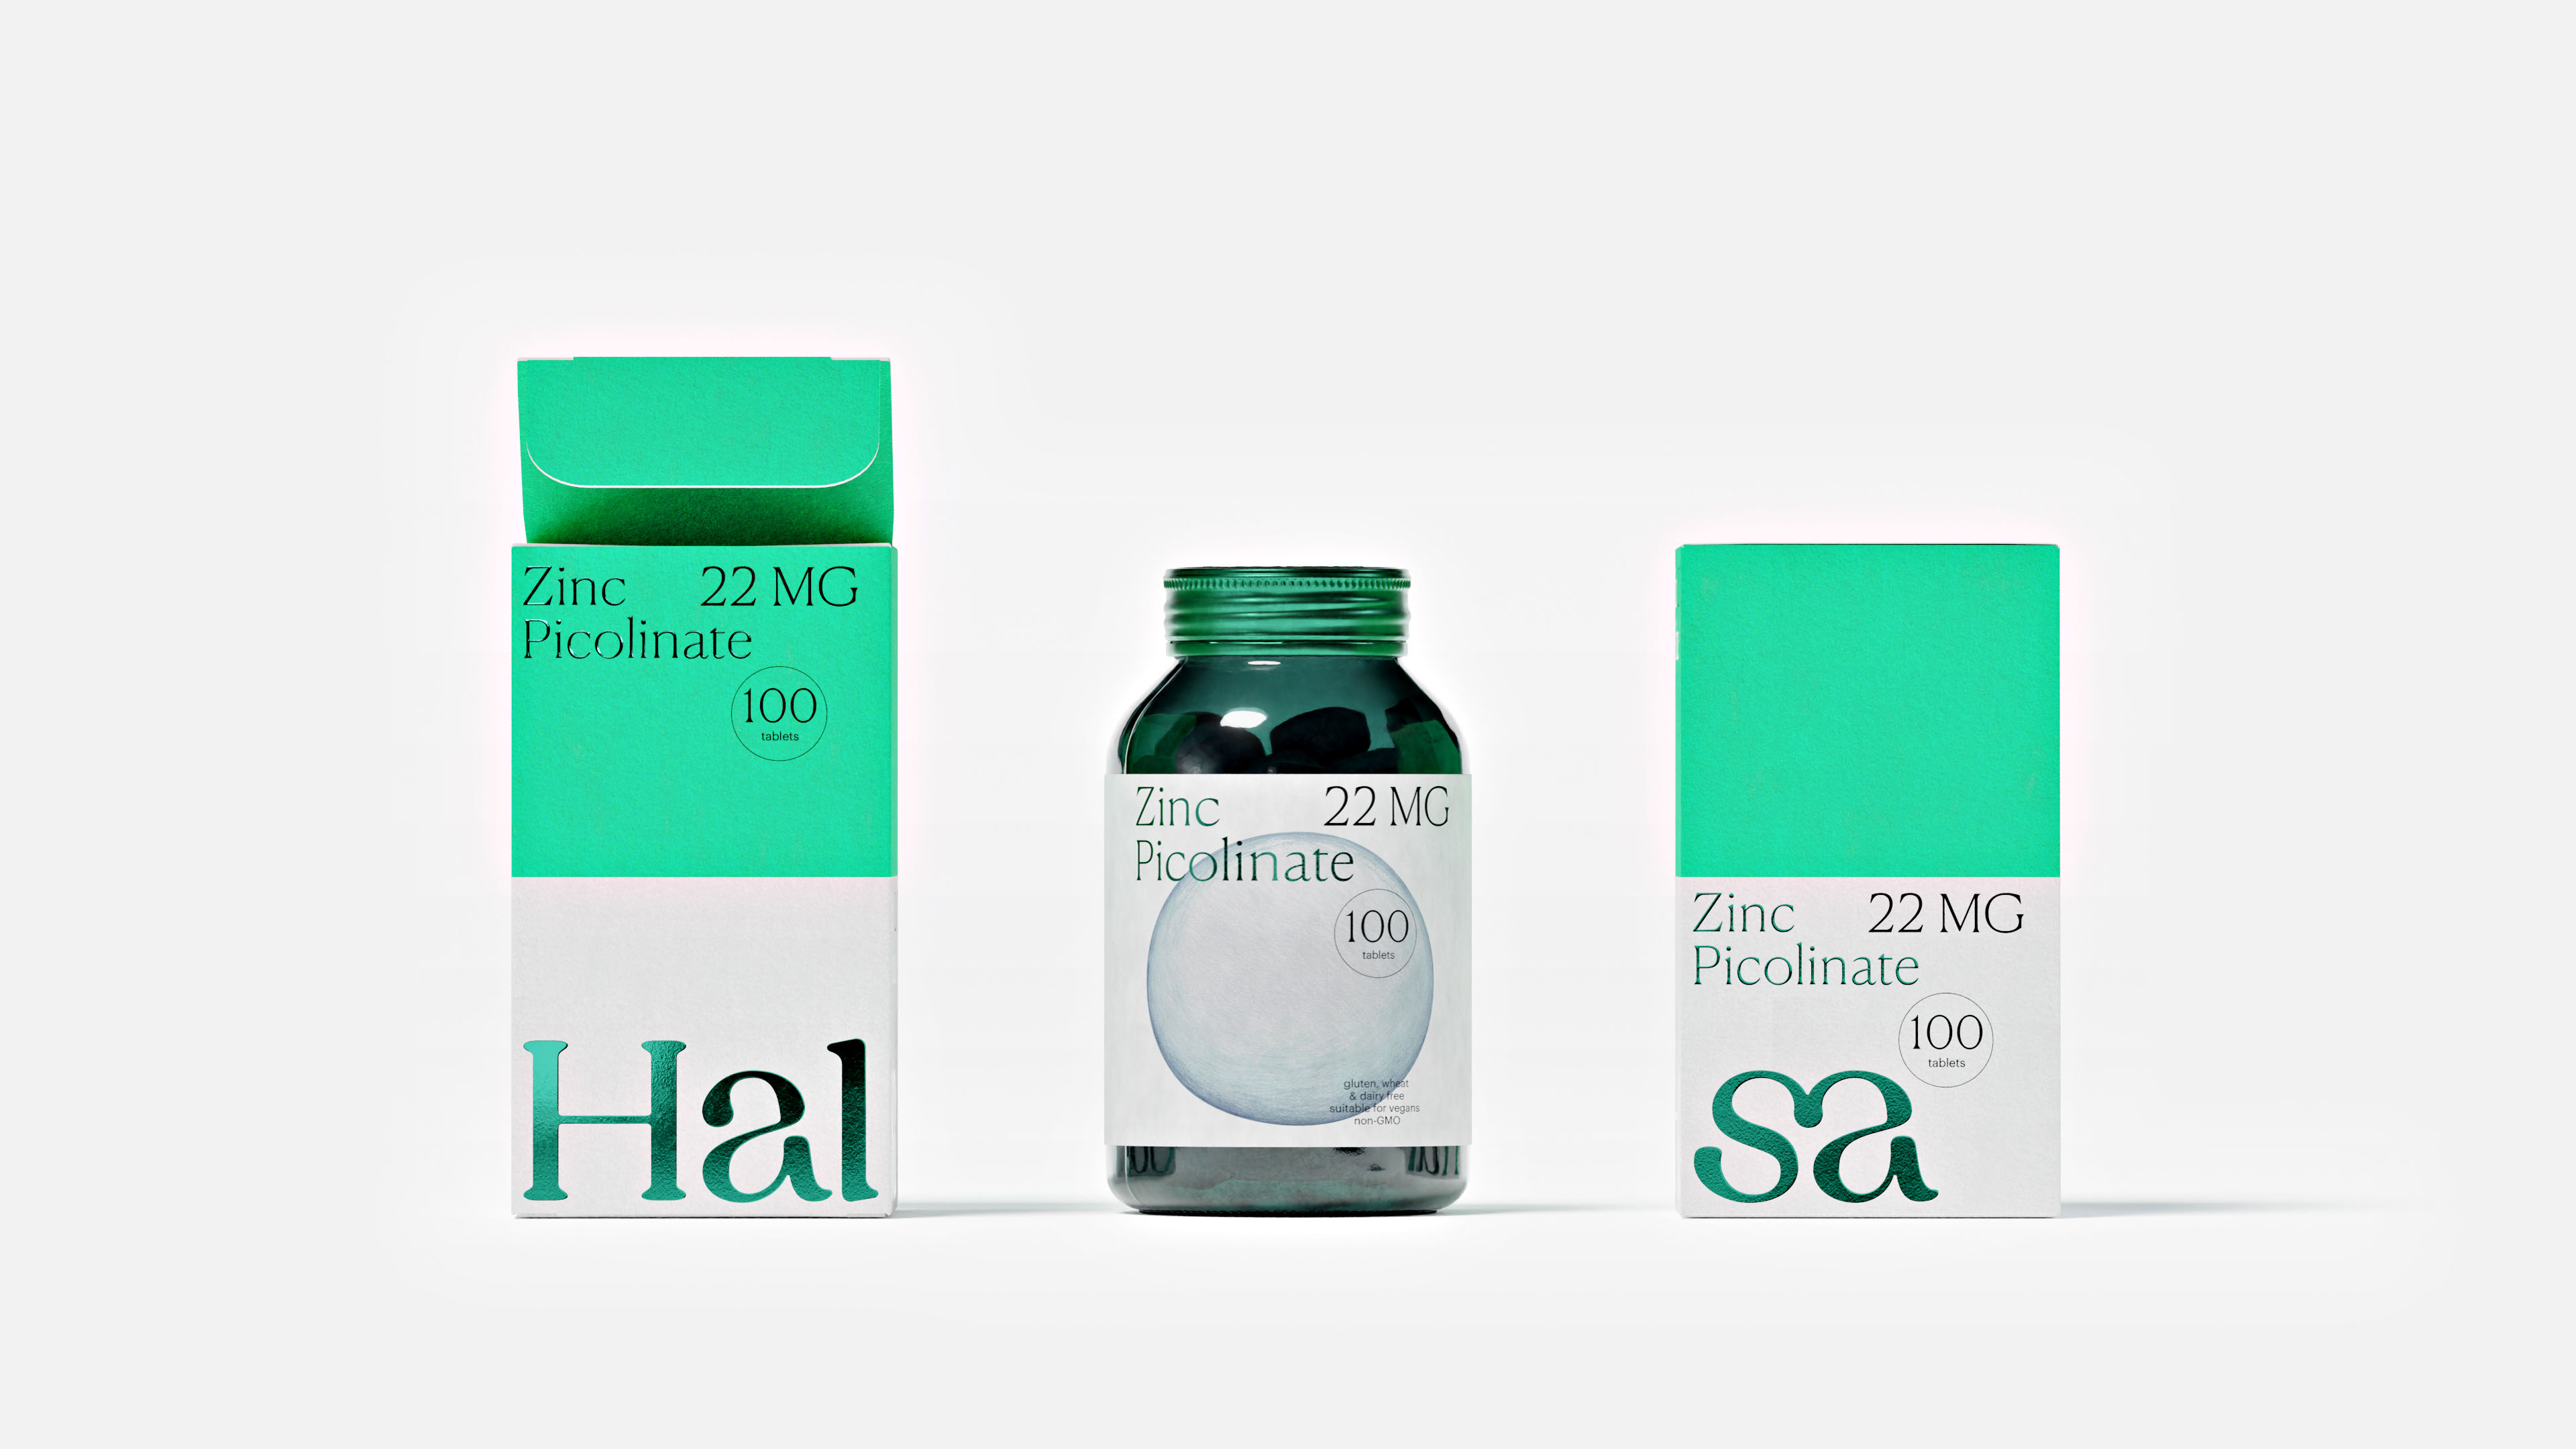 Zinc 22 MG
Picolinate
100
tablets
Hal
Zinc 22 MG
Picolinate
100
tablets
gluten, wheat
& dairy free
suitable for vegans
non-GMO
Zinc 22 MG
Picolinate
100
tablets
sa